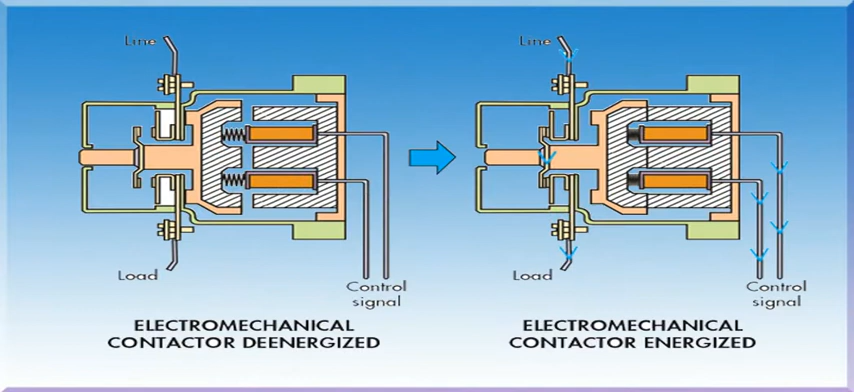 Line
Load
Control
signal
ELECTROMECHANICAL
CONTACTOR DEENERGIZED
Line
Load
Control
signal
ELECTROMECHANICAL
CONTACTOR ENERGIZED